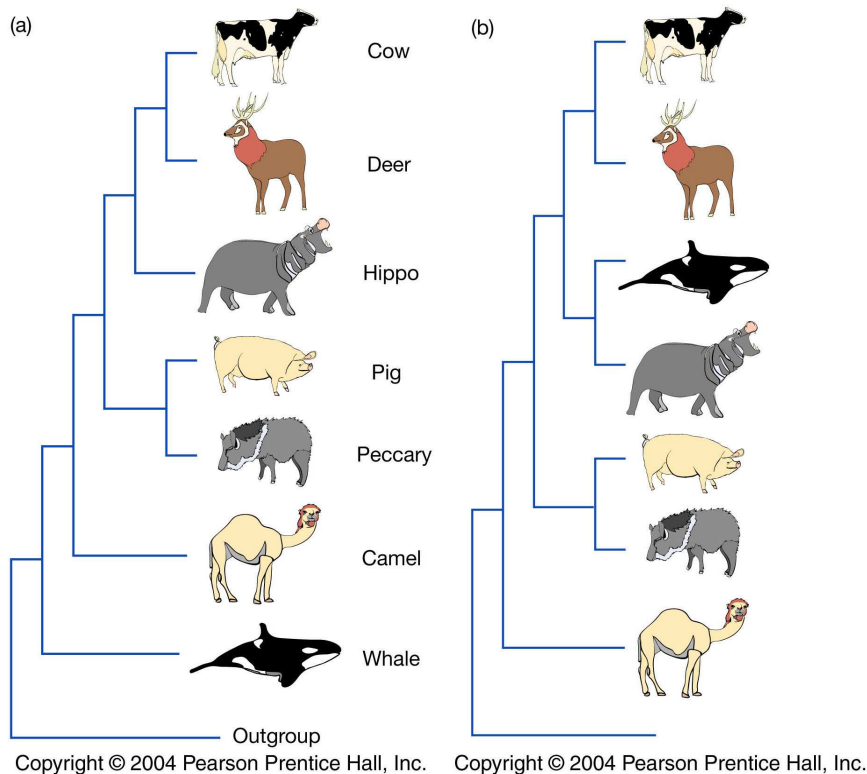 (a)
(b)
Cow
Deer
Hippo
Pig
Peccary
Camel
Whale
Outgroup
Copyright © 2004 Pearson Prentice Hall, Inc.
Copyright © 2004 Pearson Prentice Hall, Inc.